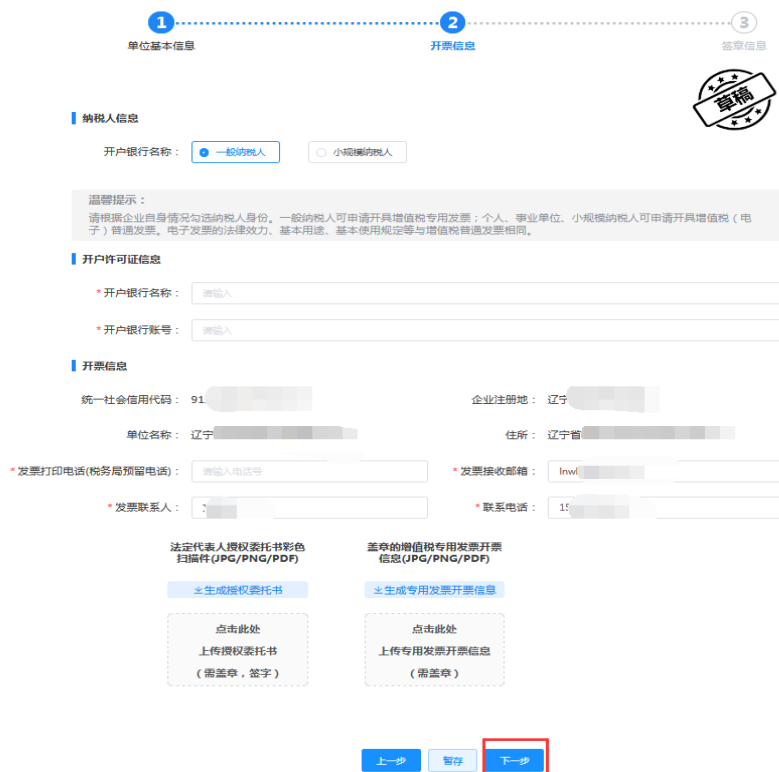 1
2
3
单位基本信息
开票信息
签章信息
草稿
纳税人信息
开户银行名称：
一般纳税人
小规模纳税人
温馨提示：
请根据企业自身情况勾选纳税人身份。一般纳税人可申请开具增值税专用发票；个人、事业单位、小规模纳税人可申请开具增值税（电
子）普通发票。电子发票的法律效力、基本用途、基本使用规定等与增值税普通发票相同。
开户许可证信息
*开户银行名称： 请输入
*开户银行账号： 请输入
开票信息
统一社会信用代码： 91
企业注册地： 辽宁
单位名称： 辽宁
住所： 辽宁省
*发票打印电话(税务局预留电话)： 请输入电话号
*发票接收邮箱： lnwl
*发票联系人：
*联系电话： 15
法定代表人授权委托书彩色
扫描件(JPG/PNG/PDF)
盖章的增值税专用发票开票
信息(JPG/PNG/PDF)
生成授权委托书
生成专用发票开票信息
点击此处
上传授权委托书
（需盖章，签字）
点击此处
上传专用发票开票信息
（需盖章）
上一步
暂存
下一步